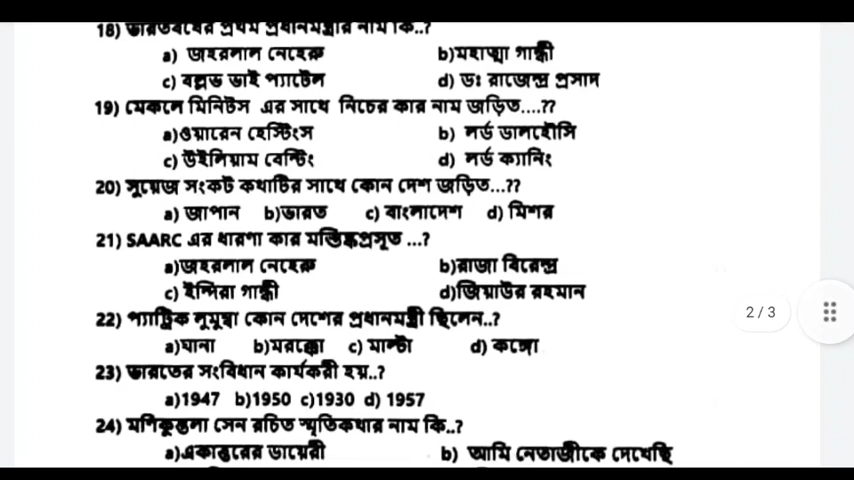 18) ভারতবর্ষের প্রথম প্রধানমন্ত্রীর নাম কি..?
a) জহরলাল নেহেরু b)মহাত্মা গান্ধী
c) বল্লভ ভাই প্যাটেল d) ডঃ রাজেন্দ্র প্রসাদ
19) মেকলে মিনিটস এর সাথে নিচের কার নাম জড়িত....??
a)ওয়ারেন হেস্টিংস b) লর্ড ডালহৌসি
c) উইলিয়াম বেন্টিং d) লর্ড ক্যানিং
20) সুয়েজ সংকট কথাটির সাথে কোন দেশ জড়িত...??
a) জাপান b)ভারত c) বাংলাদেশ d) মিশর
21) SAARC এর ধারণা কার মস্তিষ্কপ্রসূত ...?
a)জহরলাল নেহেরু b)রাজা বিরেন্দ্র
c) ইন্দিরা গান্ধী d)জিয়াউর রহমান
2/3
22) প্যাট্রিক লুমুম্বা কোন দেশের প্রধানমন্ত্রী ছিলেন..?
a)ঘানা b)মরক্কো c) মাল্টা d) কঙ্গো
23) ভারতের সংবিধান কার্যকরী হয়..?
a)1947 b)1950 c)1930 d) 1957
24) মণিকুন্তলা সেন রচিত স্মৃতিকথার নাম কি..?
a)একাত্তরের ডায়েরী b) আমি নেতাজীকে দেখেছি